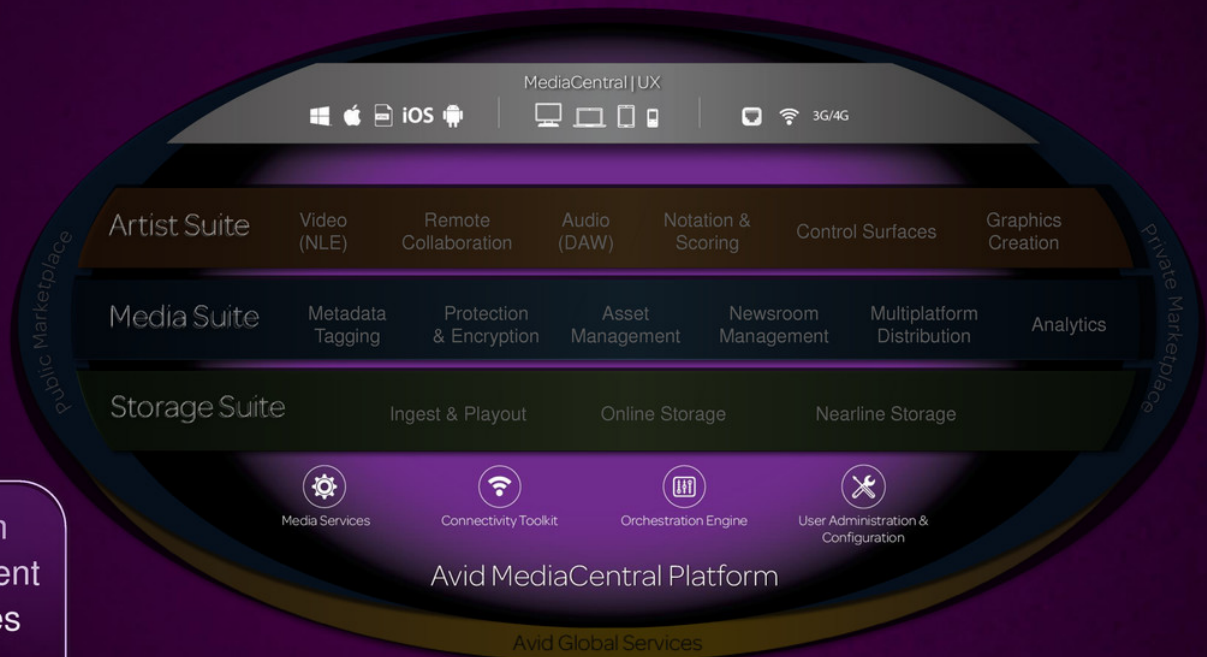 MediaCentral | UX
iOS
3G/4G
Artist Suite
Video
(NLE)
Remote
Collaboration
Audio
(DAW)
Notation &
Scoring
Control Surfaces
Graphics
Creation
Public Marketplace
Private Marketplace
Media Suite
Metadata
Tagging
Protection
& Encryption
Asset
Management
Newsroom
Management
Multiplatform
Distribution
Analytics
Storage Suite
Ingest & Playout
Online Storage
Nearline Storage
Media Services
Connectivity Toolkit
Orchestration Engine
User Administration &
Configuration
Avid MediaCentral Platform
Avid Global Services